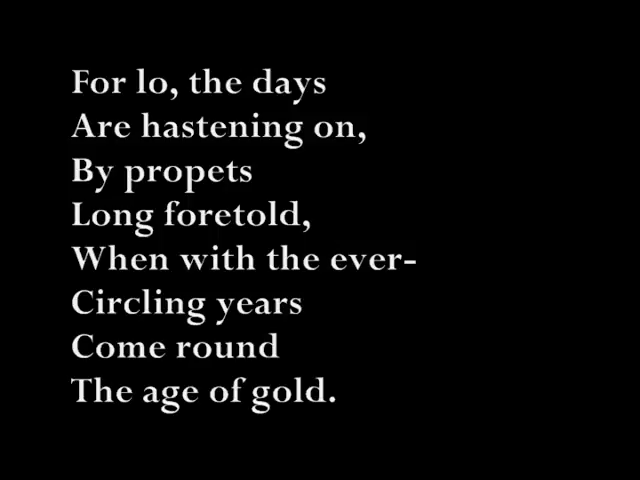 For lo, the days
Are hastening on,
By propets
Long foretold,
When with the ever-
Circling years
Come round
The age of gold.